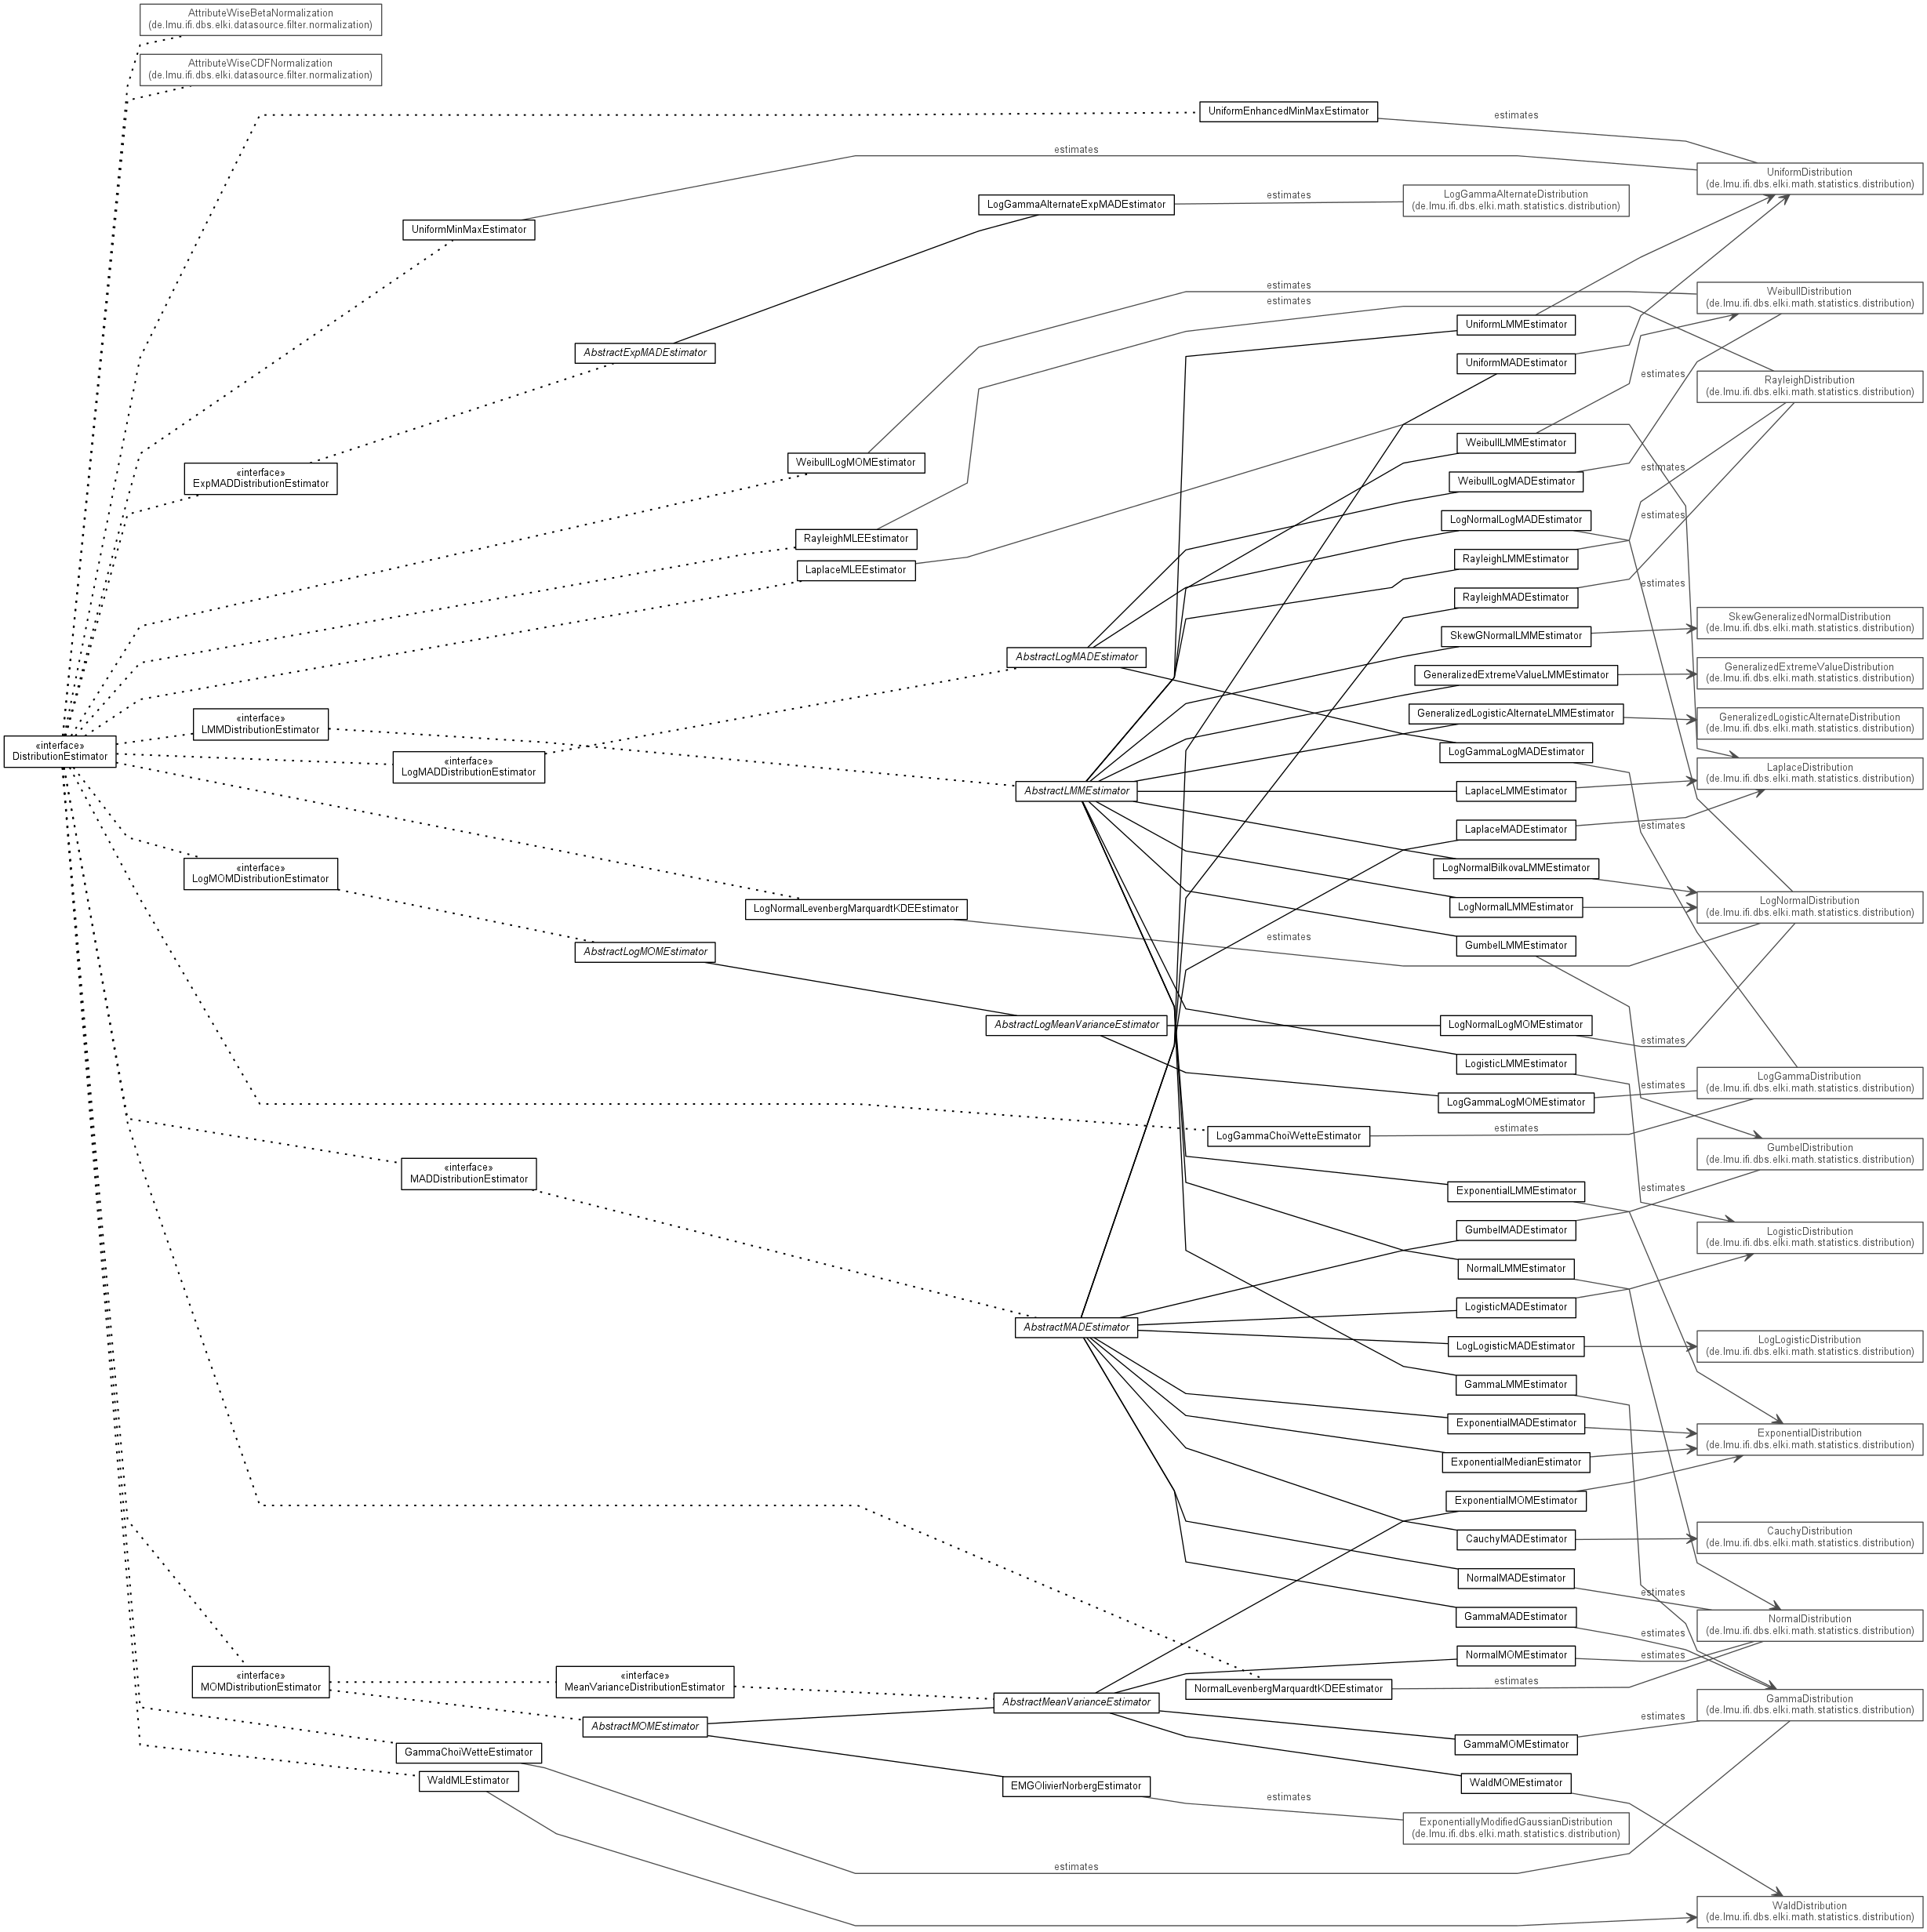 AttributeWiseBetaNormalization
(de.lmu.ifi.dbs.elki.datasource.filter.normalization)
AttributeWiseCDFNormalization
(de.lmu.ifi.dbs.elki.datasource.filter.normalization)
UniformEnhancedMinMaxEstimator
estimates
estimates
UniformDistribution
(de.lmu.ifi.dbs.elki.math.statistics.distribution)
LogGammaAlternateExpMADEstimator
estimates
LogGammaAlternateDistribution
(de.lmu.ifi.dbs.elki.math.statistics.distribution)
UniformMinMaxEstimator
estimates
WeibullDistribution
(de.lmu.ifi.dbs.elki.math.statistics.distribution)
estimates
UniformLMMEstimator
AbstractExpMADEstimator
UniformMADEstimator
estimates
RayleighDistribution
(de.lmu.ifi.dbs.elki.math.statistics.distribution)
WeibullLMMEstimator
WeibullLogMOMEstimator
estimates
«interface»
ExpMADDistributionEstimator
WeibullLogMADEstimator
estimates
LogNormalLogMADEstimator
RayleighMLEEstimator
RayleighLMMEstimator
LaplaceMLEEstimator
estimates
RayleighMADEstimator
SkewGeneralizedNormalDistribution
(de.lmu.ifi.dbs.elki.math.statistics.distribution)
SkewGNormalLMMEstimator
AbstractLogMADEstimator
GeneralizedExtremeValueLMMEstimator
GeneralizedExtremeValueDistribution
(de.lmu.ifi.dbs.elki.math.statistics.distribution)
«interface»
LMMDistributionEstimator
GeneralizedLogisticAlternateLMMEstimator
GeneralizedLogisticAlternateDistribution
(de.lmu.ifi.dbs.elki.math.statistics.distribution)
«interface»
DistributionEstimator
LogGammaLogMADEstimator
«interface»
LogMADDistributionEstimator
LaplaceDistribution
(de.lmu.ifi.dbs.elki.math.statistics.distribution)
AbstractLMMEstimator
LaplaceLMMEstimator
LaplaceMADEstimator
estimates
«interface»
LogMOMDistributionEstimator
LogNormalBilkovaLMMEstimator
LogNormalLevenbergMarquardtKDEEstimator
LogNormalLMMEstimator
LogNormalDistribution
(de.lmu.ifi.dbs.elki.math.statistics.distribution)
estimates
AbstractLogMOMEstimator
GumbelLMMEstimator
AbstractLogMeanVarianceEstimator
LogNormalLogMOMEstimator
estimates
LogisticLMMEstimator
estimates
LogGammaDistribution
(de.lmu.ifi.dbs.elki.math.statistics.distribution)
LogGammaLogMOMEstimator
LogGammaChoiWetteEstimator
estimates
GumbelDistribution
(de.lmu.ifi.dbs.elki.math.statistics.distribution)
«interface»
MADDistributionEstimator
ExponentialLMMEstimator
estimates
GumbelMADEstimator
LogisticDistribution
(de.lmu.ifi.dbs.elki.math.statistics.distribution)
NormalLMMEstimator
LogisticMADEstimator
AbstractMADEstimator
LogLogisticMADEstimator
LogLogisticDistribution
(de.lmu.ifi.dbs.elki.math.statistics.distribution)
GammaLMMEstimator
ExponentialMADEstimator
ExponentialDistribution
(de.lmu.ifi.dbs.elki.math.statistics.distribution)
ExponentialMedianEstimator
ExponentialMOMEstimator
CauchyMADEstimator
CauchyDistribution
(de.lmu.ifi.dbs.elki.math.statistics.distribution)
NormalMADEstimator
estimates
GammaMADEstimator
NormalDistribution
(de.lmu.ifi.dbs.elki.math.statistics.distribution)
estimates
NormalMOMEstimator
estimates
«interface»
MOMDistributionEstimator
«interface»
MeanVarianceDistributionEstimator
NormalLevenbergMarquardtKDEEstimator
estimates
AbstractMeanVarianceEstimator
GammaDistribution
(de.lmu.ifi.dbs.elki.math.statistics.distribution)
estimates
AbstractMOMEstimator
GammaMOMEstimator
GammaChoiWetteEstimator
WaldMLEstimator
EMGOlivierNorbergEstimator
WaldMOMEstimator
estimates
ExponentiallyModifiedGaussianDistribution
(de.lmu.ifi.dbs.elki.math.statistics.distribution)
estimates
WaldDistribution
(de.lmu.ifi.dbs.elki.math.statistics.distribution)